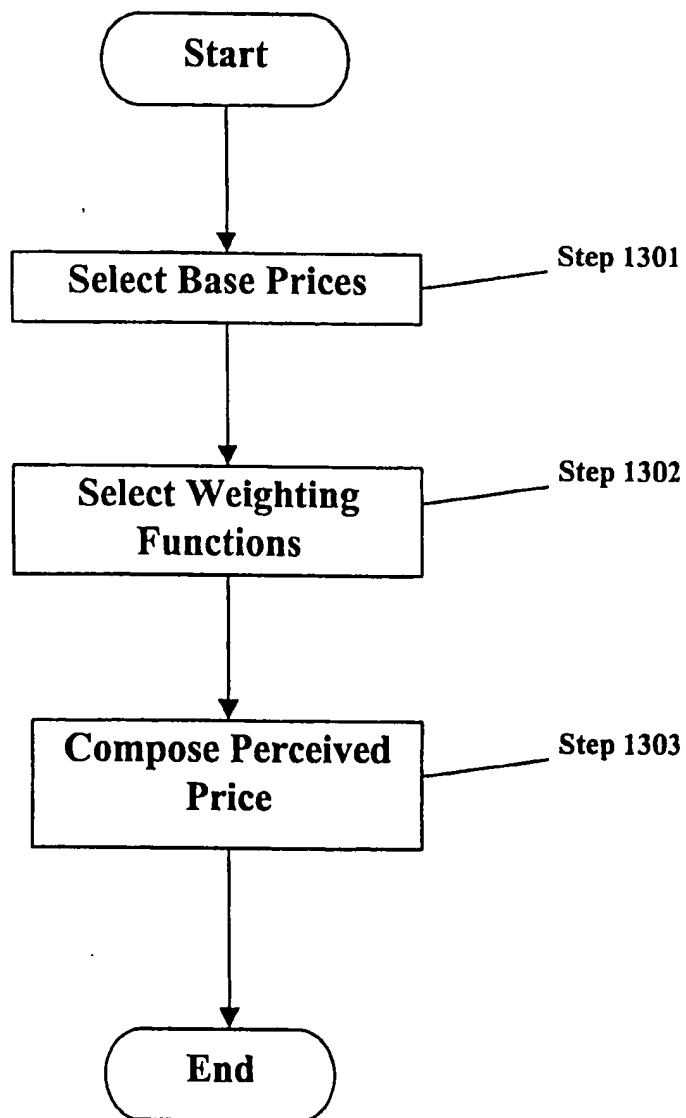 Start
Select Base Prices
Step 1301
Select Weighting
Functions
Step 1302
Compose Perceived
Price
Step 1303
End